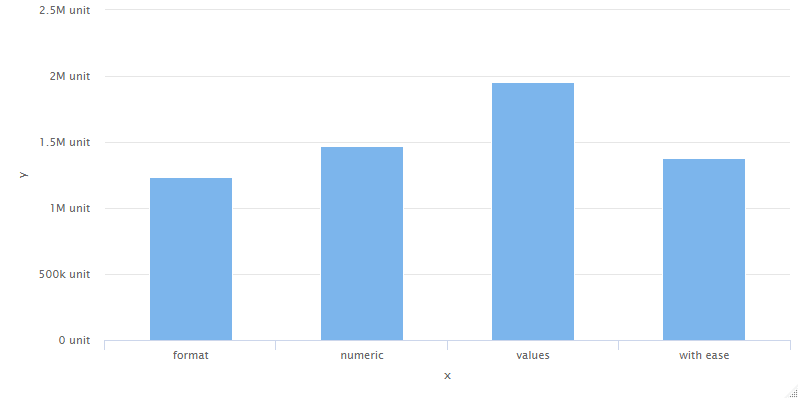 2.5M unit
2M unit
1.5M unit
1M unit
500k unit
0 unit
y
format numeric values with ease
x